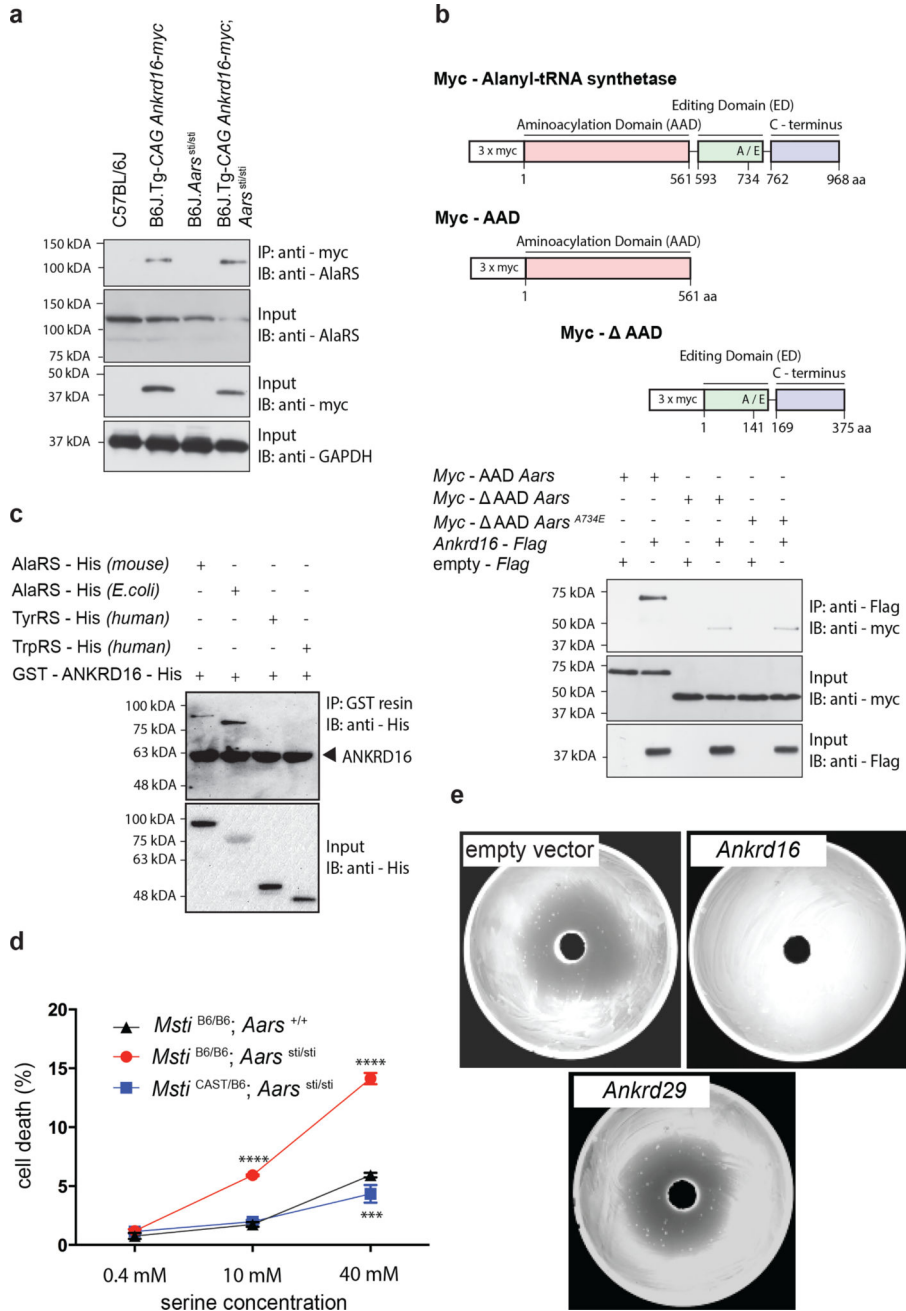 a
C57BL/6J
B6J.Tg-CAG Ankrd16-myc
B6J.Aars sti/sti
B6J.Tg-CAG Ankrd16-myc;
Aars sti/sti
150 kDA
100 kDA
IP: anti - myc
IB: anti - AlaRS
150 kDA
100 kDA
75 kDA
Input
IB: anti - AlaRS
50 kDA
37 kDA
Input
IB: anti - myc
37 kDA
Input
IB: anti - GAPDH
b
Myc - Alanyl-tRNA synthetase
Editing Domain (ED)
Aminoacylation Domain (AAD)
C - terminus
3 x myc
A / E
1
561
593
734
762
968 aa
Myc - AAD
Aminoacylation Domain (AAD)
3 x myc
1
561 aa
Myc - Δ AAD
Editing Domain (ED)
C - terminus
3 x myc
A / E
1
141
169
375 aa
Myc - AAD Aars + + - - - -
Myc - Δ AAD Aars - - + + - -
Myc - Δ AAD Aars A734E - - - - + +
Ankrd16 - Flag - + - + - +
empty - Flag + - + - + -
75 kDA
50 kDA
37 kDA
IP: anti - Flag
IB: anti - myc
75 kDA
50 kDA
Input
IB: anti - myc
37 kDA
Input
IB: anti - Flag
c
AlaRS - His (mouse) + - - -
AlaRS - His (E.coli) - + - -
TyrRS - His (human) - - + -
TrpRS - His (human) - - - +
GST - ANKRD16 - His + + + +
100 kDA
75 kDA
63 kDA
48 kDA
IP: GST resin
IB: anti - His
ANKRD16
100 kDA
75 kDA
63 kDA
48 kDA
Input
IB: anti - His
d
cell death (%)
20
15
10
5
0
Msti B6/B6; Aars +/+
Msti B6/B6; Aars sti/sti
Msti CAST/B6; Aars sti/sti
****
****
***
0.4 mM
10 mM
40 mM
serine concentration
e
empty vector
Ankrd16
Ankrd29